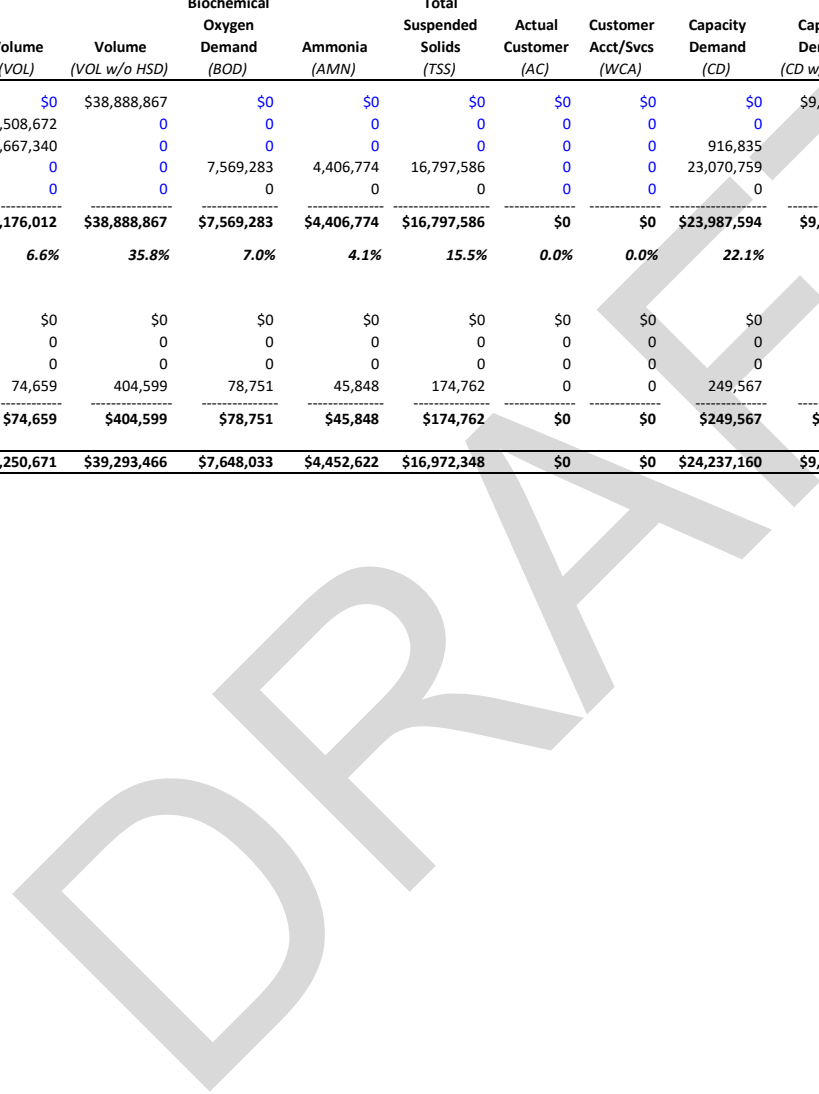 Biochemical Total
Oxygen Suspended Actual Customer Capacity
Volume Volume Demand Ammonia Solids Customer Acct/Svcs Demand
(VOL) (VOL w/o HSD) (BOD) (AMN) (TSS) (AC) (WCA) (CD) (CD w/
$0 $38,888,867 $0 $0 $0 $0 $0 $0 $9,
,508,672 0 0 0 0 0 0 0
,667,340 0 0 0 0 0 0 916,835
0 0 7,569,283 4,406,774 16,797,586 0 0 23,070,759
0 0 0 0 0 0 0 0
,176,012 $38,888,867 $7,569,283 $4,406,774 $16,797,586 $0 $0 $23,987,594 $9,
6.6% 35.8% 7.0% 4.1% 15.5% 0.0% 0.0% 22.1%
$0 $0 $0 $0 $0 $0 $0 $0
0 0 0 0 0 0 0 0
0 0 0 0 0 0 0 0
74,659 404,599 78,751 45,848 174,762 0 0 249,567
$74,659 $404,599 $78,751 $45,848 $174,762 $0 $0 $249,567 $
,250,671 $39,293,466 $7,648,033 $4,452,622 $16,972,348 $0 $0 $24,237,160 $9,
DRAFT